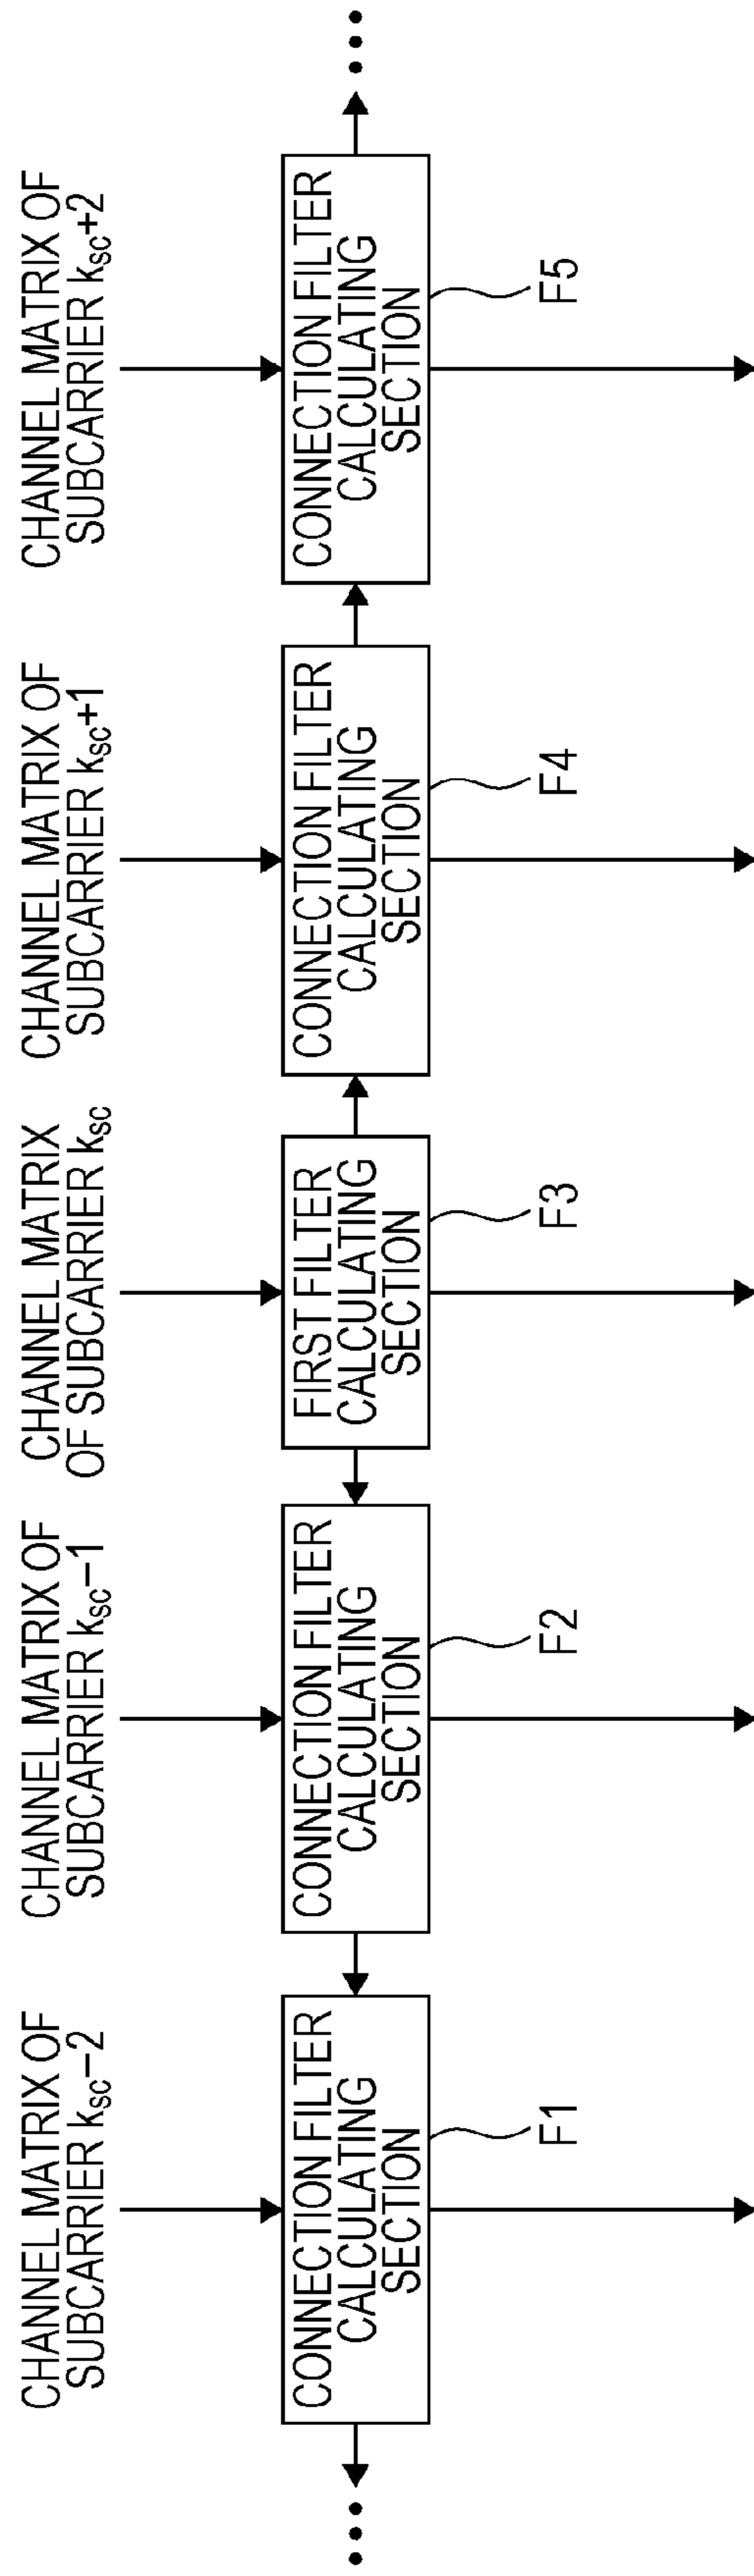 CHANNEL MATRIX OF
SUBCARRIER ksc−2
CHANNEL MATRIX OF
SUBCARRIER ksc−1
CHANNEL MATRIX
OF SUBCARRIER ksc
CHANNEL MATRIX OF
SUBCARRIER ksc+1
CHANNEL MATRIX OF
SUBCARRIER ksc+2
CONNECTION FILTER
CALCULATING
SECTION
CONNECTION FILTER
CALCULATING
SECTION
FIRST FILTER
CALCULATING
SECTION
CONNECTION FILTER
CALCULATING
SECTION
CONNECTION FILTER
CALCULATING
SECTION
F1
F2
F3
F4
F5